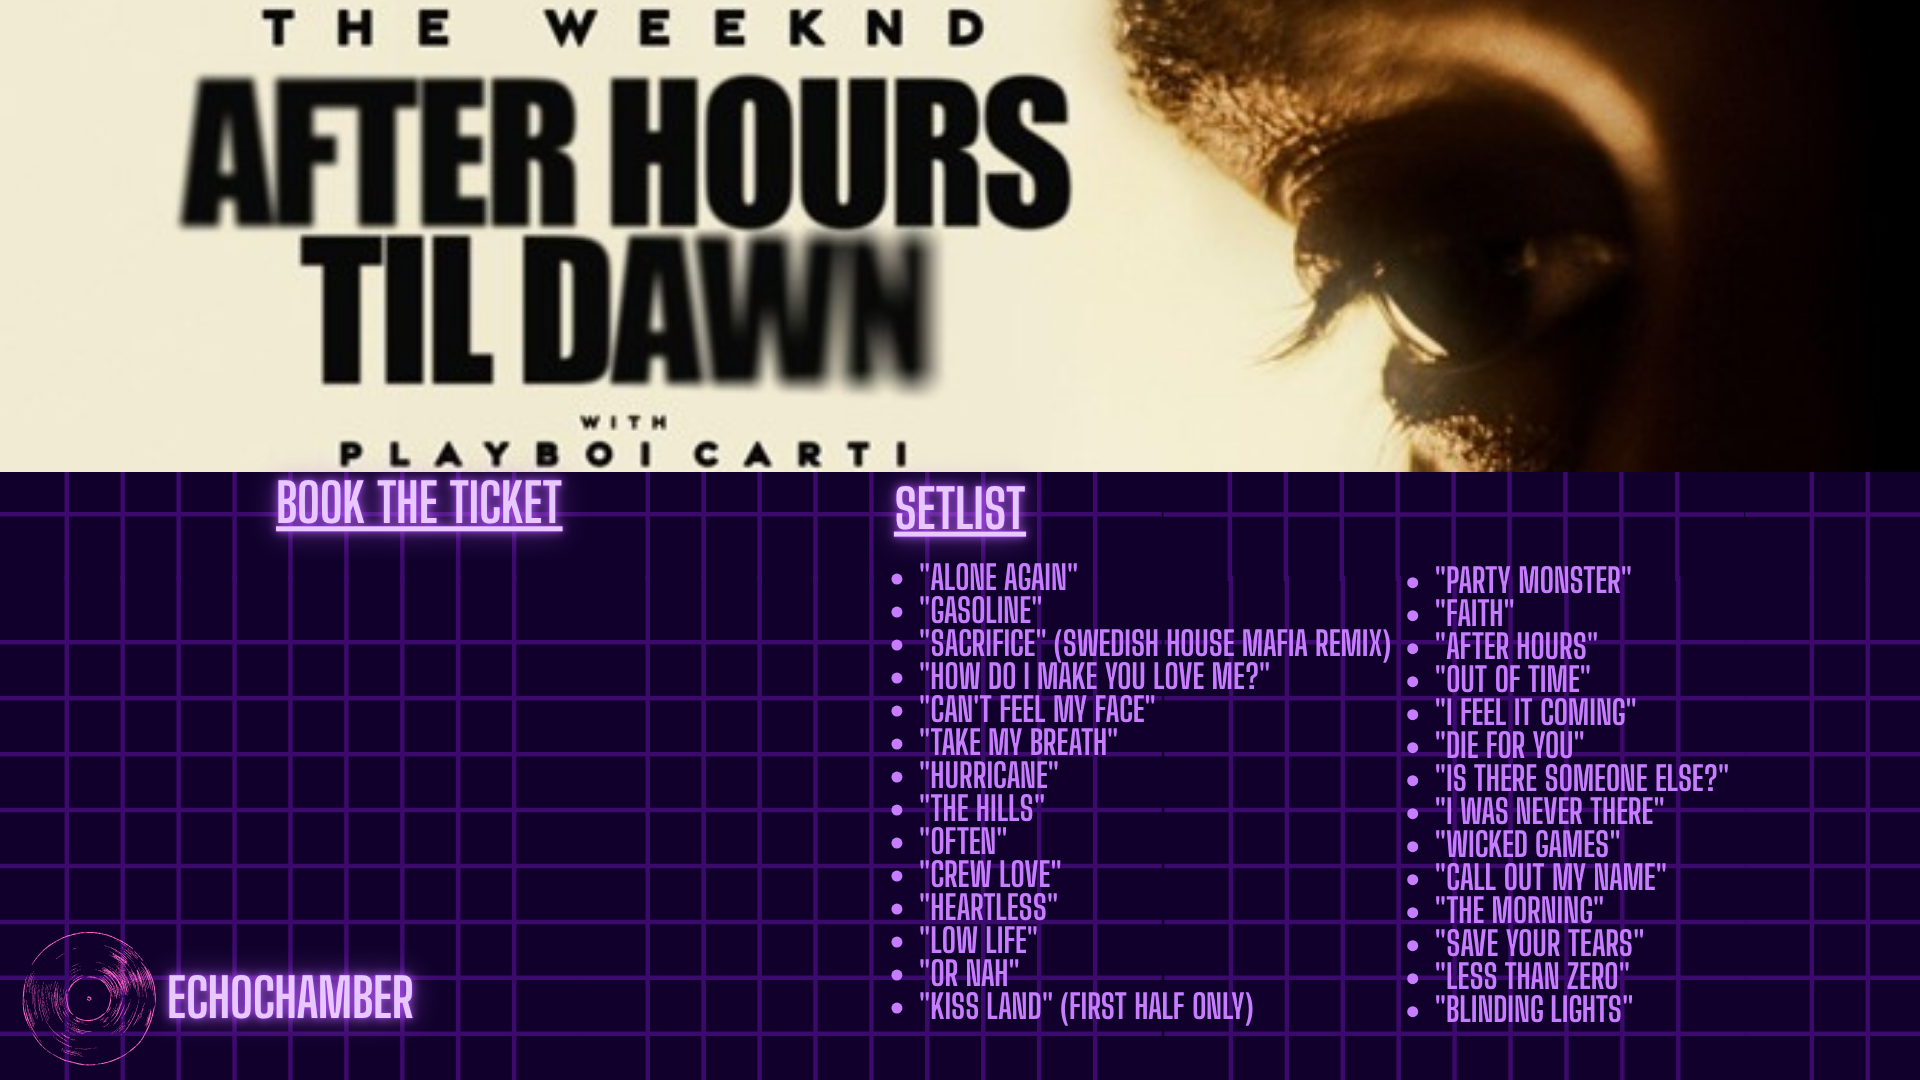 THE WEEKND
AFTER HOURS
TIL DAWN
WITH
PLAYBOI CARTI
BOOK THE TICKET
SETLIST
"ALONE AGAIN"
"GASOLINE"
"SACRIFICE" (SWEDISH HOUSE MAFIA REMIX)
"HOW DO I MAKE YOU LOVE ME?"
"CAN'T FEEL MY FACE"
"TAKE MY BREATH"
"HURRICANE"
"THE HILLS"
"OFTEN"
"CREW LOVE"
"HEARTLESS"
"LOW LIFE"
"OR NAH"
"KISS LAND" (FIRST HALF ONLY)
"PARTY MONSTER"
"FAITH"
"AFTER HOURS"
"OUT OF TIME"
"I FEEL IT COMING"
"DIE FOR YOU"
"IS THERE SOMEONE ELSE?"
"I WAS NEVER THERE"
"WICKED GAMES"
"CALL OUT MY NAME"
"THE MORNING"
"SAVE YOUR TEARS"
"LESS THAN ZERO"
"BLINDING LIGHTS"
ECHOCHAMBER